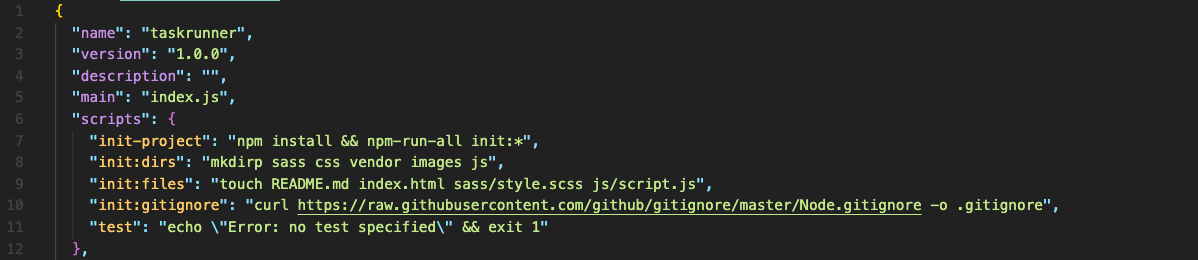 1 {
2 "name": "taskrunner",
3 "version": "1.0.0",
4 "description": "",
5 "main": "index.js",
6 "scripts": {
7 "init-project": "npm install && npm-run-all init:*",
8 "init:dirs": "mkdirp sass css vendor images js",
9 "init:files": "touch README.md index.html sass/style.scss js/script.js",
10 "init:gitignore": "curl https://raw.githubusercontent.com/github/gitignore/master/Node.gitignore -o .gitignore",
11 "test": "echo \"Error: no test specified\" && exit 1"
12 },